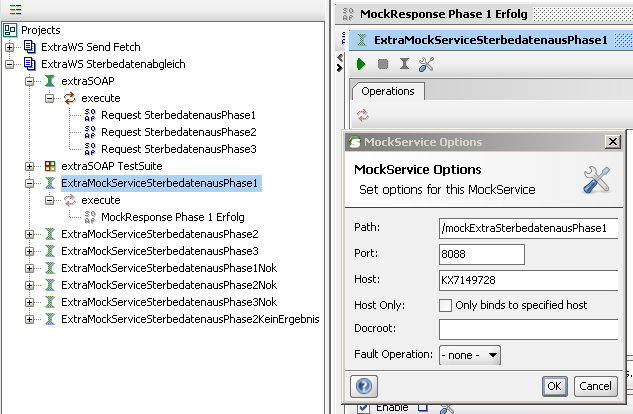 Projects
ExtraWS Send Fetch
ExtraWS Sterbedatenabgleich
extraSOAP
execute
Request SterbedatenausPhase1
Request SterbedatenausPhase2
Request SterbedatenausPhase3
extraSOAP TestSuite
ExtraMockServiceSterbedatenausPhase1
execute
MockResponse Phase 1 Erfolg
ExtraMockServiceSterbedatenausPhase2
ExtraMockServiceSterbedatenausPhase3
ExtraMockServiceSterbedatenausPhase1Nok
ExtraMockServiceSterbedatenausPhase2Nok
ExtraMockServiceSterbedatenausPhase3Nok
ExtraMockServiceSterbedatenausPhase2KeinErgebnis
MockResponse Phase 1 Erfolg
ExtraMockServiceSterbedatenausPhase1
Operations
MockService Options
MockService Options
Set options for this MockService
Path: /mockExtraSterbedatenausPhase1
Port: 8088
Host: KX7149728
Host Only: Only binds to specified host
Docroot:
Fault Operation: - none -
OK Cancel
Enable